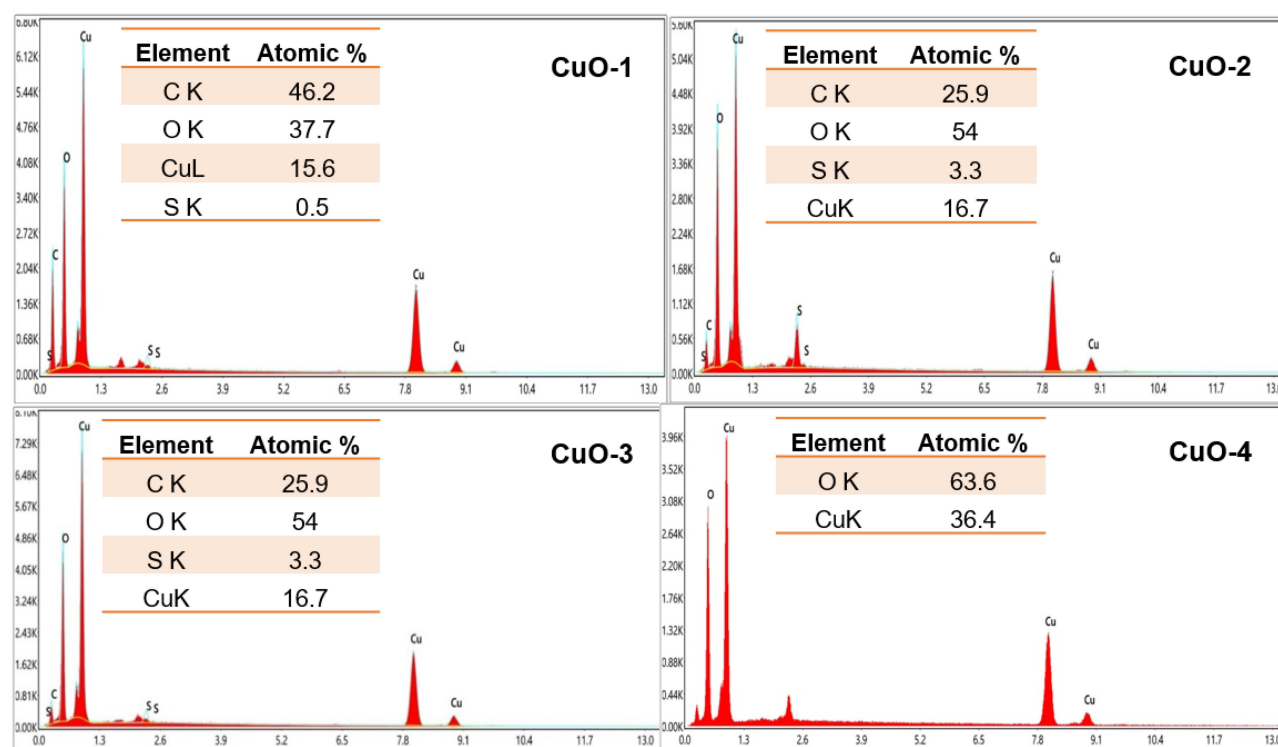 CuO-1
Element Atomic %
C K 46.2
O K 37.7
CuL 15.6
S K 0.5
6.12K
5.44K
4.76K
4.08K
3.40K
2.72K
2.04K
1.36K
0.68K
0.00K
S
C
O
Cu
S
S
Cu
Cu
0.0 1.3 2.6 3.9 5.2 6.5 7.8 9.1 10.4 11.7 13.0
CuO-2
Element Atomic %
C K 25.9
O K 54
S K 3.3
CuK 16.7
5.04K
4.48K
3.92K
3.36K
2.80K
2.24K
1.68K
1.12K
0.56K
0.00K
S
C
O
Cu
S
S
Cu
Cu
0.0 1.3 2.6 3.9 5.2 6.5 7.8 9.1 10.4 11.7
CuO-3
Element Atomic %
C K 25.9
O K 54
S K 3.3
CuK 16.7
7.29K
6.48K
5.67K
4.86K
4.05K
3.24K
2.43K
1.62K
0.81K
0.00K
S
C
O
Cu
S
S
Cu
Cu
0.0 1.3 2.6 3.9 5.2 6.5 7.8 9.1 10.4 11.7 13.0
CuO-4
Element Atomic %
O K 63.6
CuK 36.4
3.96K
3.52K
3.08K
2.64K
2.20K
1.76K
1.32K
0.88K
0.44K
0.00K
O
Cu
Cu
Cu
0.0 1.3 2.6 3.9 5.2 6.5 7.8 9.1 10.4 11.7